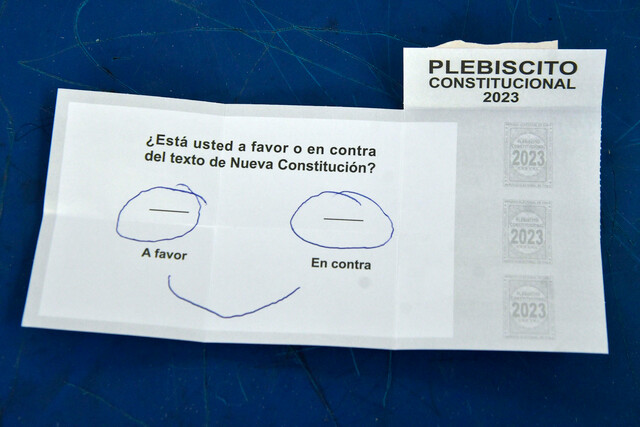 PLEBISCITO
CONSTITUCIONAL
2023
¿Está usted a favor o en contra
del texto de Nueva Constitución?
A favor
En contra
2023
2023
2023